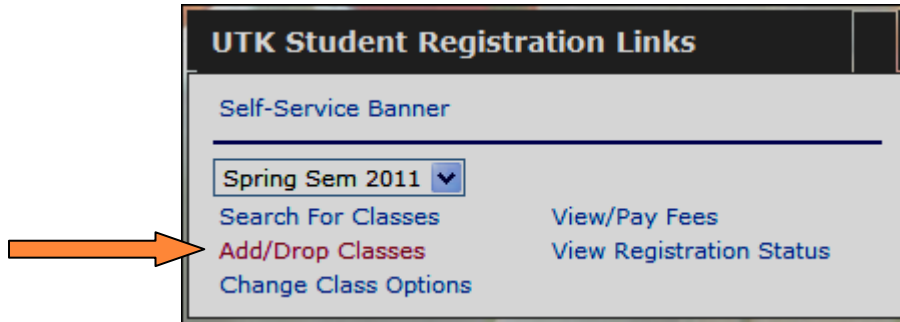 UTK Student Registration Links
Self-Service Banner
Spring Sem 2011
Search For Classes View/Pay Fees
Add/Drop Classes View Registration Status
Change Class Options